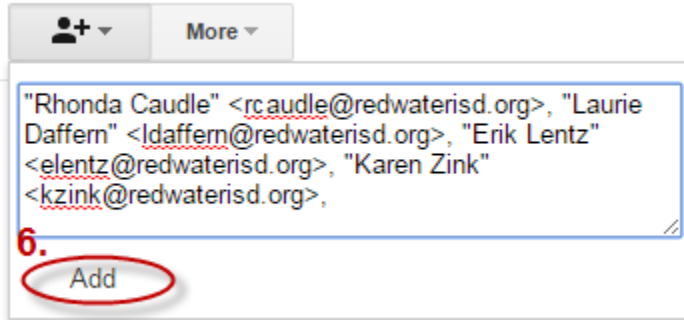 More
"Rhonda Caudle" <rcaudle@redwaterisd.org>, "Laurie
Daffern" <ldaffern@redwaterisd.org>, "Erik Lentz"
<elentz@redwaterisd.org>, "Karen Zink"
<kzink@redwaterisd.org>,
6.
Add